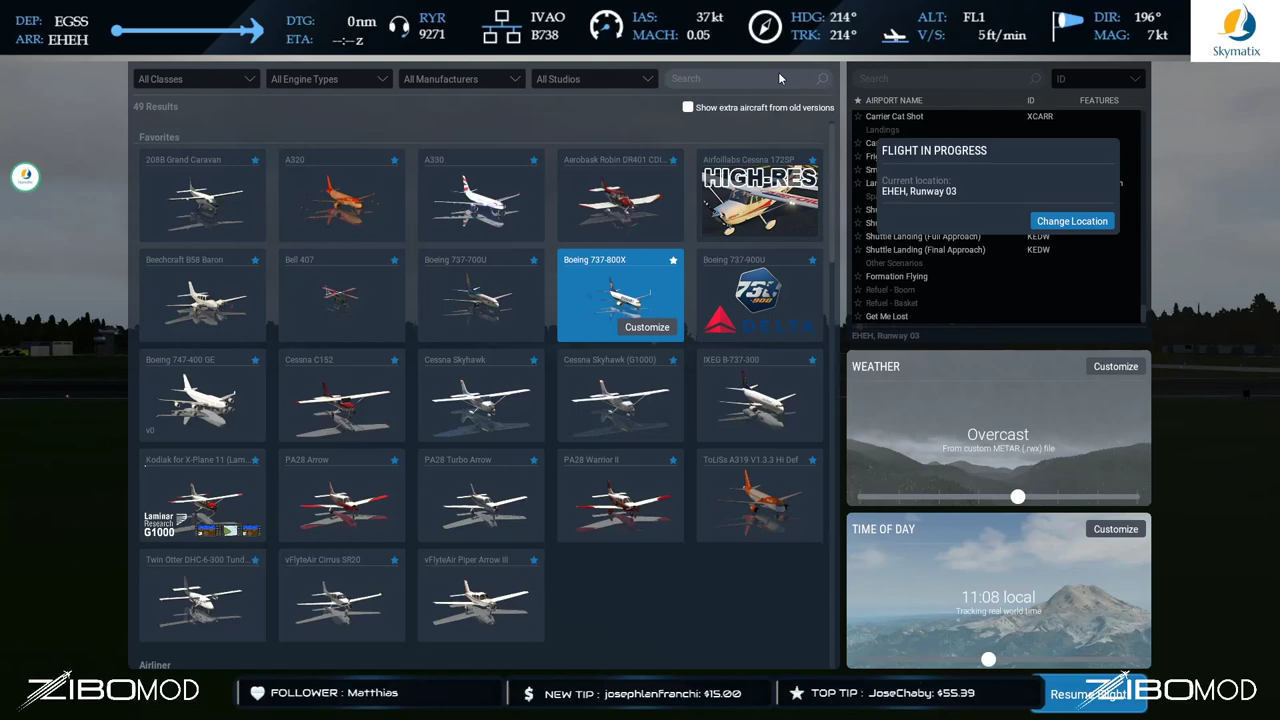 DEP: EGSS
ARR: EHEH
DTG: 0nm
ETA: --:-- z
RYR
9271
IVAO
B738
IAS: 37kt
MACH: 0.05
HDG: 214°
TRK: 214°
ALT: FL1
V/S: 5ft/min
DIR: 196°
MAG: 7kt
Skymatix
All Classes
All Engine Types
All Manufacturers
All Studios
Search
49 Results
Show extra aircraft from old versions
Favorites
208B Grand Caravan
A320
A330
Aerobask Robin DR401 CDI...
Airfoillabs Cessna 172SP
HIGH-RES
Beechcraft B58 Baron
Bell 407
Boeing 737-700U
Boeing 737-800X
Customize
Boeing 737-900U
DELTA
Boeing 747-400 GE
v0
Cessna C152
Cessna Skyhawk
Cessna Skyhawk (G1000)
IXEG B-737-300
Kodiak for X-Plane 11 (Lam...
Laminar
Research
G1000
PA28 Arrow
PA28 Turbo Arrow
PA28 Warrior II
ToLiSs A319 V1.3.3 Hi Def
Twin Otter DHC-6-300 Tund...
vFlyteAir Cirrus SR20
vFlyteAir Piper Arrow III
Airliner
Search
ID
AIRPORT NAME
ID
FEATURES
Carrier Cat Shot
XCARR
Landings
FLIGHT IN PROGRESS
Current location:
EHEH, Runway 03
Change Location
Shuttle Landing (Full Approach)
KEDW
Shuttle Landing (Final Approach)
KEDW
Other Scenarios
Formation Flying
Refuel - Boom
Refuel - Basket
Get Me Lost
EHEH, Runway 03
WEATHER
Customize
Overcast
From custom METAR (.rwx) file
TIME OF DAY
Customize
11:08 local
Tracking real world time
ZIBOMOD
FOLLOWER : Matthias
NEW TIP : josephlanFranchi: $15.00
TOP TIP : JoseChaby: $55.39
ZIBOMOD